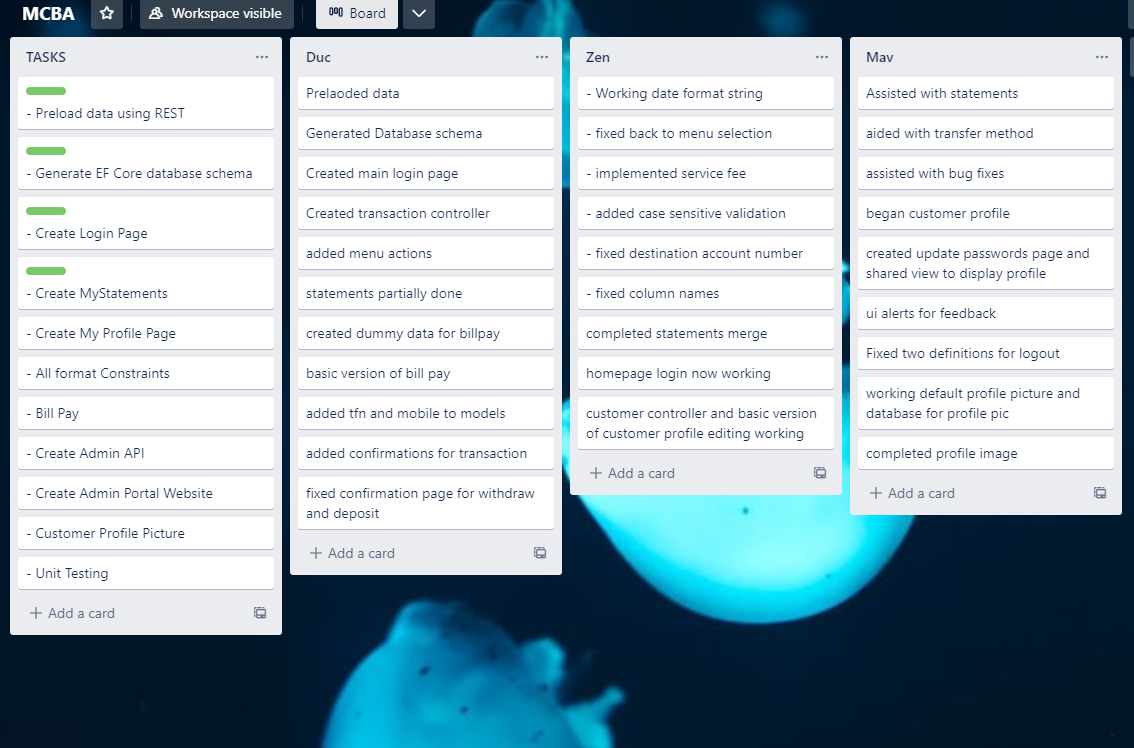 MCBA
Workspace visible
Board
TASKS
- Preload data using REST
- Generate EF Core database schema
- Create Login Page
- Create MyStatements
- Create My Profile Page
- All format Constraints
- Bill Pay
- Create Admin API
- Create Admin Portal Website
- Customer Profile Picture
- Unit Testing
+ Add a card
Duc
Prelaoded data
Generated Database schema
Created main login page
Created transaction controller
added menu actions
statements partially done
created dummy data for billpay
basic version of bill pay
added tfn and mobile to models
added confirmations for transaction
fixed confirmation page for withdraw
and deposit
+ Add a card
Zen
- Working date format string
- fixed back to menu selection
- implemented service fee
- added case sensitive validation
- fixed destination account number
- fixed column names
completed statements merge
homepage login now working
customer controller and basic version
of customer profile editing working
+ Add a card
Mav
Assisted with statements
aided with transfer method
assisted with bug fixes
began customer profile
created update passwords page and
shared view to display profile
ui alerts for feedback
Fixed two definitions for logout
working default profile picture and
database for profile pic
completed profile image
+ Add a card